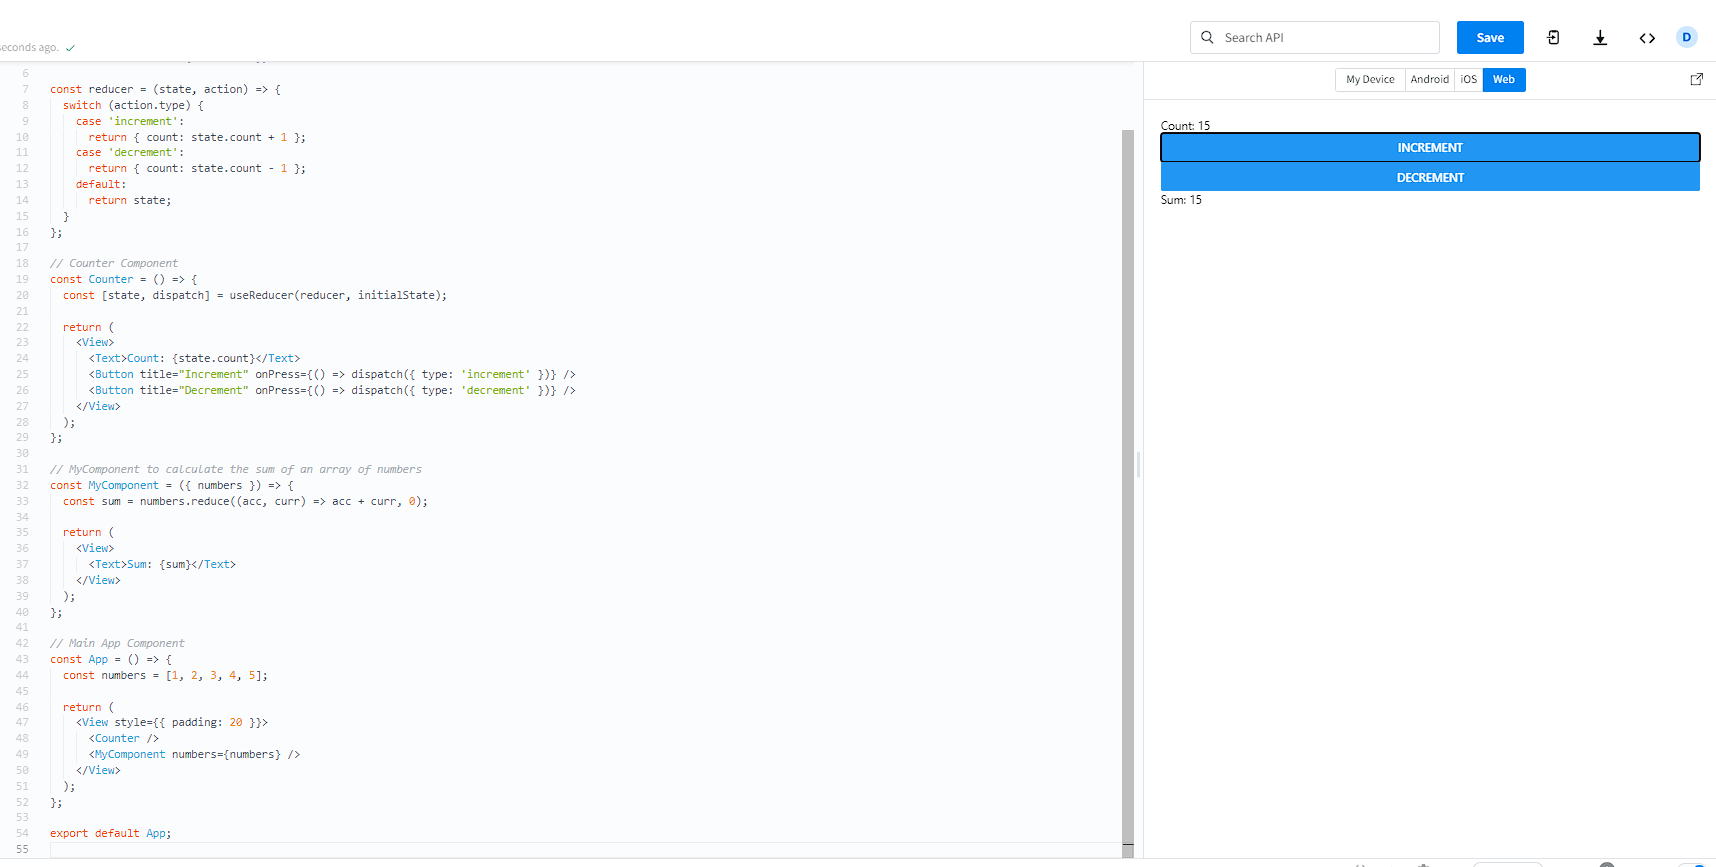 seconds ago. ✓
Search API
Save
D
My Device Android iOS Web
6
7 const reducer = (state, action) => {
8 switch (action.type) {
9 case 'increment':
10 return { count: state.count + 1 };
11 case 'decrement':
12 return { count: state.count - 1 };
13 default:
14 return state;
15 }
16 };
17
18 // Counter Component
19 const Counter = () => {
20 const [state, dispatch] = useReducer(reducer, initialState);
21
22 return (
23 <View>
24 <Text>Count: {state.count}</Text>
25 <Button title="Increment" onPress={() => dispatch({ type: 'increment' })} />
26 <Button title="Decrement" onPress={() => dispatch({ type: 'decrement' })} />
27 </View>
28 );
29 };
30
31 // MyComponent to calculate the sum of an array of numbers
32 const MyComponent = ({ numbers }) => {
33 const sum = numbers.reduce((acc, curr) => acc + curr, 0);
34
35 return (
36 <View>
37 <Text>Sum: {sum}</Text>
38 </View>
39 );
40 };
41
42 // Main App Component
43 const App = () => {
44 const numbers = [1, 2, 3, 4, 5];
45
46 return (
47 <View style={{ padding: 20 }}>
48 <Counter />
49 <MyComponent numbers={numbers} />
50 </View>
51 );
52 };
53
54 export default App;
55
Count: 15
INCREMENT
DECREMENT
Sum: 15